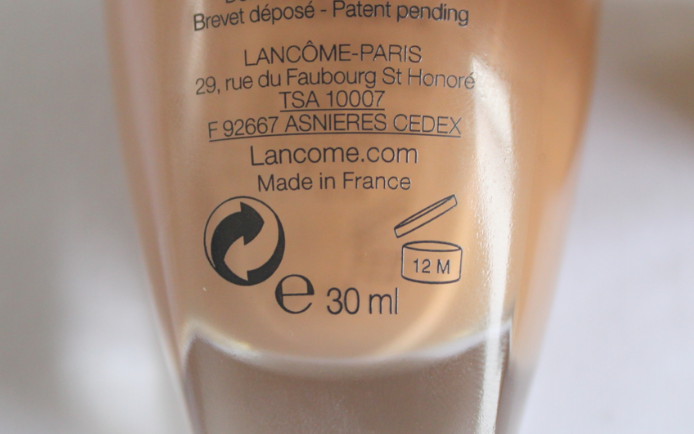 Brevet déposé - Patent pending
LANCÔME-PARIS
29, rue du Faubourg St Honoré
TSA 10007
F 92667 ASNIERES CEDEX
Lancome.com
Made in France
12 M
e 30 ml